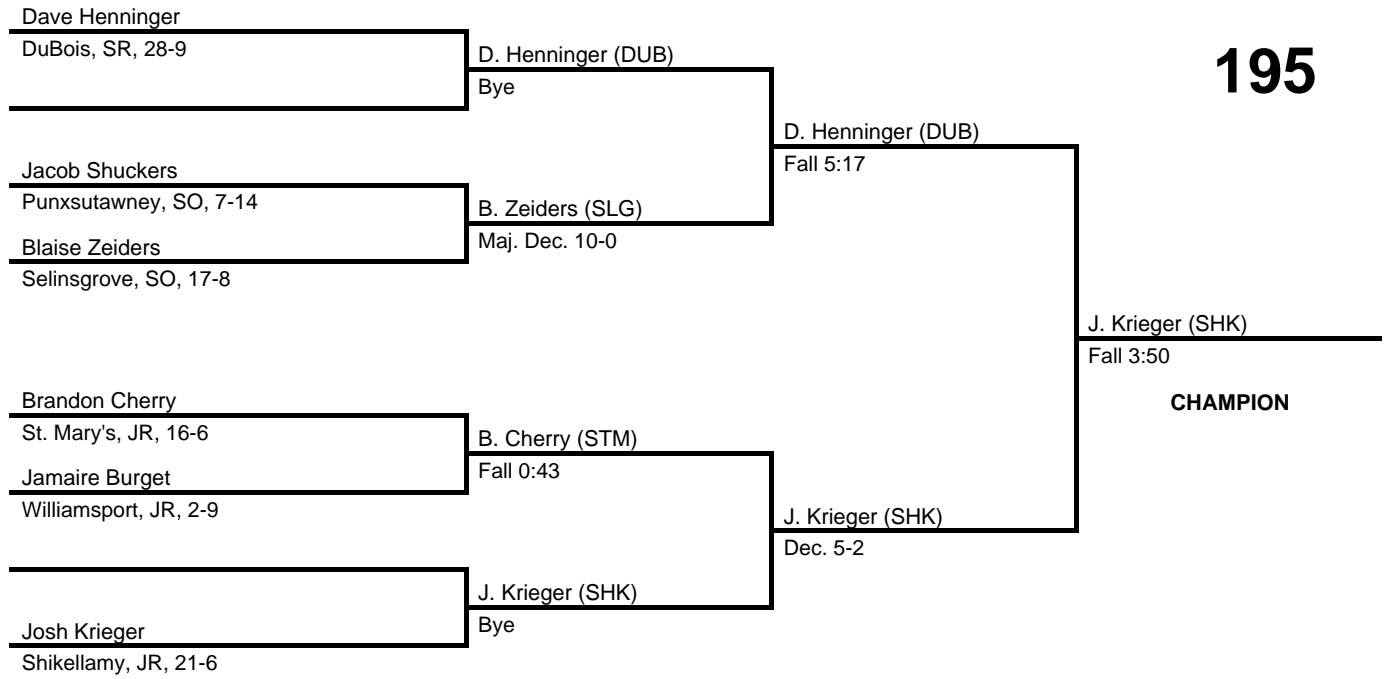 Dave Henninger
DuBois, SR, 28-9
D. Henninger (DUB)
Bye
195
D. Henninger (DUB)
Fall 5:17
Jacob Shuckers
Punxsutawney, SO, 7-14
B. Zeiders (SLG)
Maj. Dec. 10-0
Blaise Zeiders
Selinsgrove, SO, 17-8
J. Krieger (SHK)
Fall 3:50
CHAMPION
Brandon Cherry
St. Mary's, JR, 16-6
B. Cherry (STM)
Fall 0:43
Jamaire Burget
Williamsport, JR, 2-9
J. Krieger (SHK)
Dec. 5-2
J. Krieger (SHK)
Bye
Josh Krieger
Shikellamy, JR, 21-6